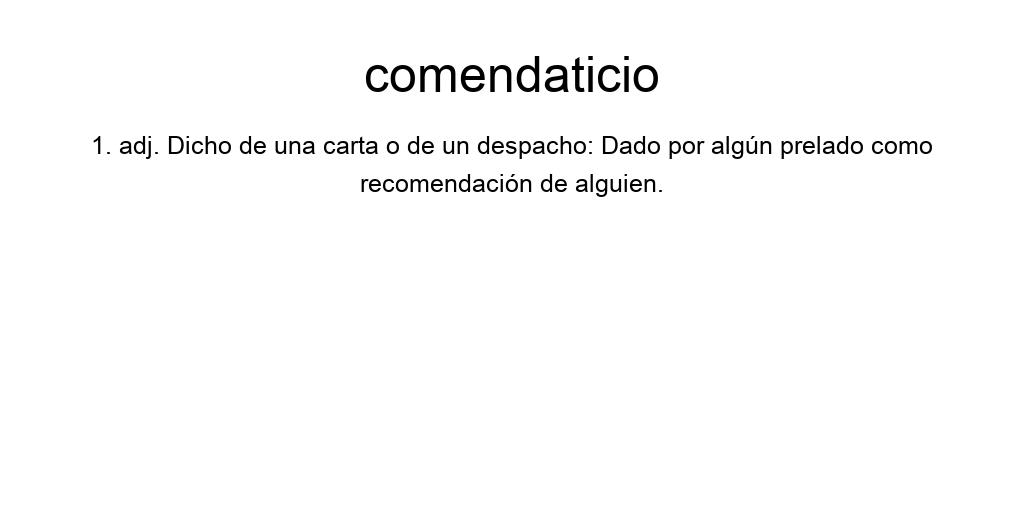 comendaticio
1. adj. Dicho de una carta o de un despacho: Dado por algún prelado como
recomendación de alguien.